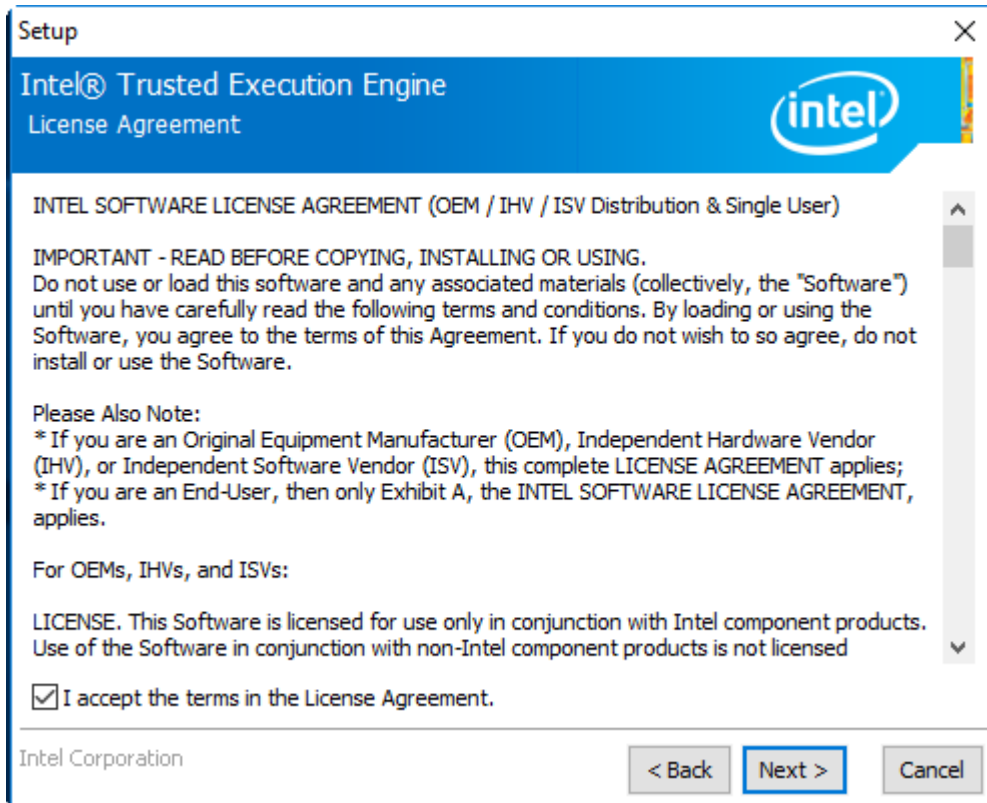 Setup
Intel® Trusted Execution Engine
License Agreement
intel
INTEL SOFTWARE LICENSE AGREEMENT (OEM / IHV / ISV Distribution & Single User)
IMPORTANT - READ BEFORE COPYING, INSTALLING OR USING.
Do not use or load this software and any associated materials (collectively, the "Software")
until you have carefully read the following terms and conditions. By loading or using the
Software, you agree to the terms of this Agreement. If you do not wish to so agree, do not
install or use the Software.
Please Also Note:
* If you are an Original Equipment Manufacturer (OEM), Independent Hardware Vendor
(IHV), or Independent Software Vendor (ISV), this complete LICENSE AGREEMENT applies;
* If you are an End-User, then only Exhibit A, the INTEL SOFTWARE LICENSE AGREEMENT,
applies.
For OEMs, IHVs, and ISVs:
LICENSE. This Software is licensed for use only in conjunction with Intel component products.
Use of the Software in conjunction with non-Intel component products is not licensed
I accept the terms in the License Agreement.
Intel Corporation
< Back Next > Cancel